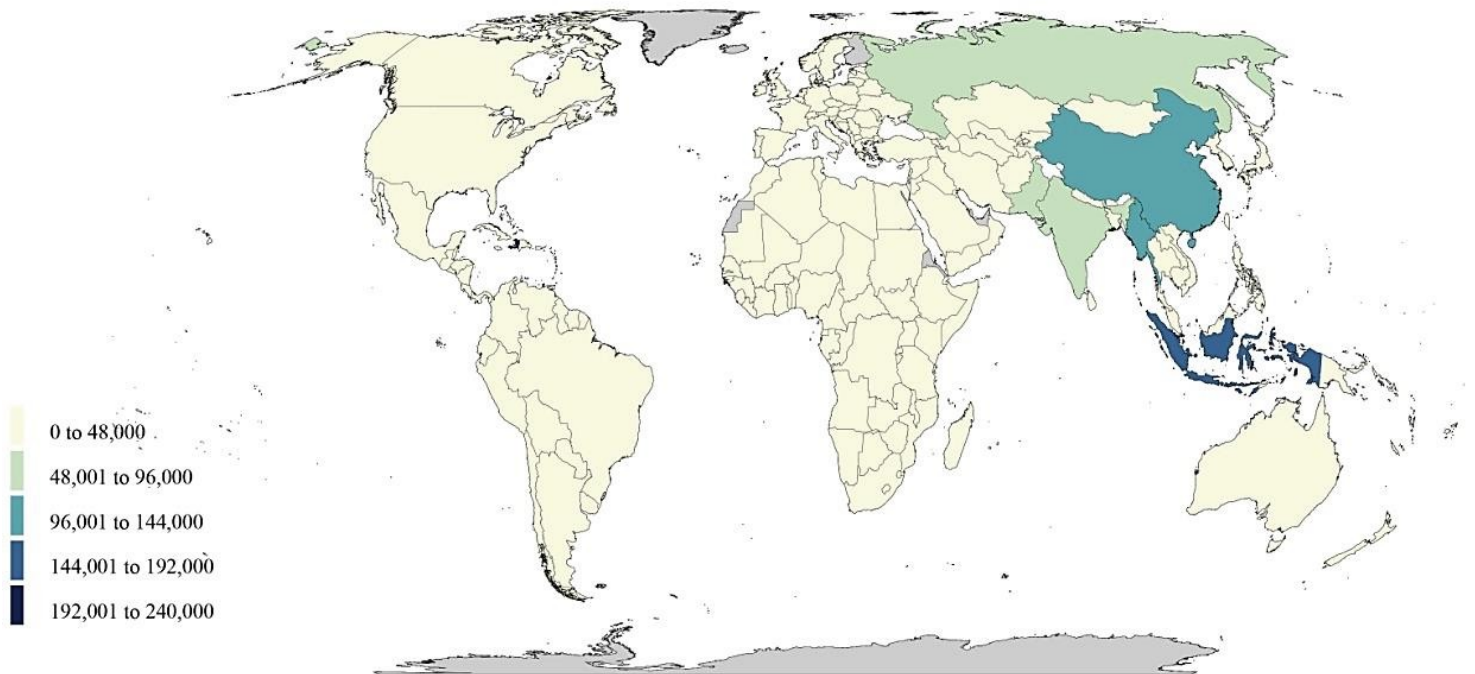 0 to 48,000
48,001 to 96,000
96,001 to 144,000
144,001 to 192,000
192,001 to 240,000